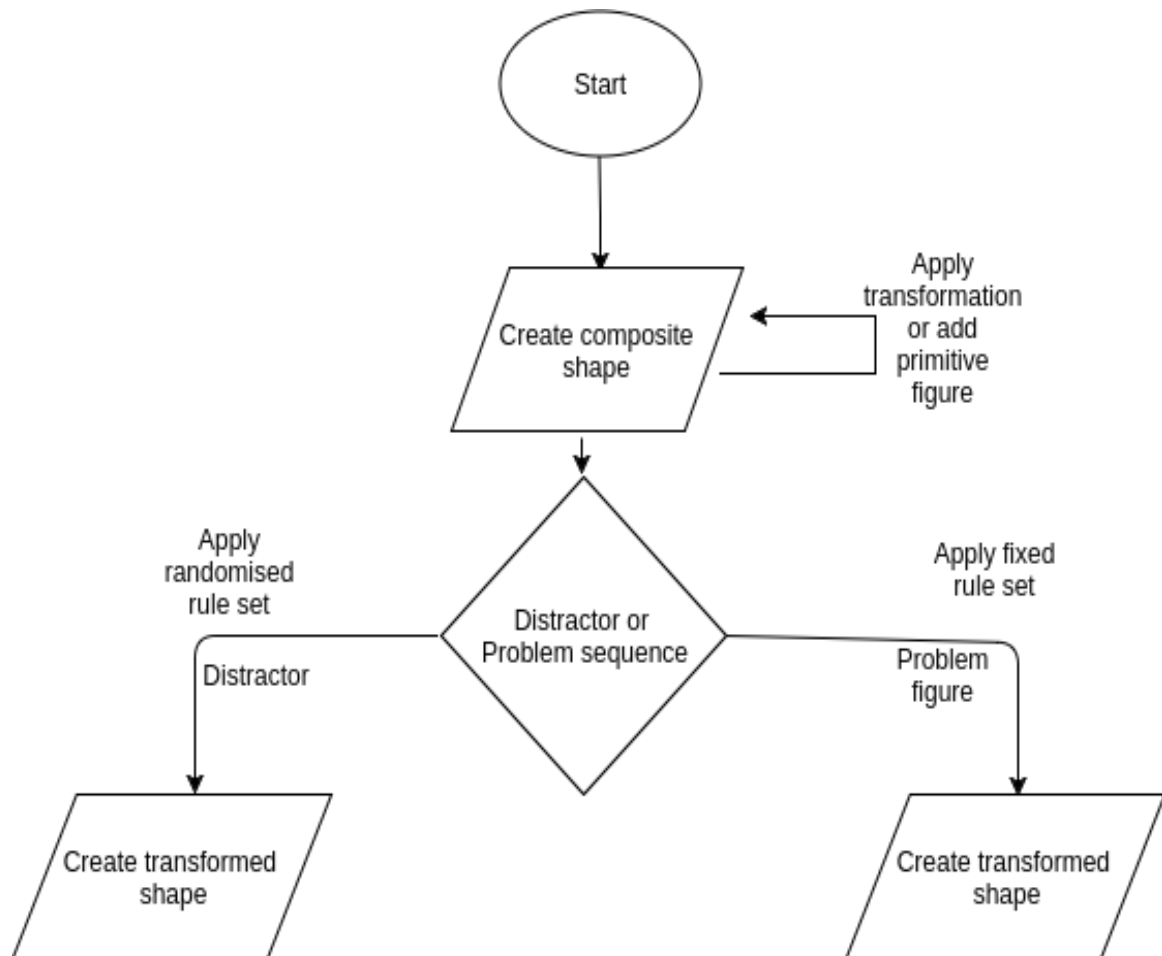 Start
Apply
transformation
or add
primitive
figure
Create composite
shape
Apply
randomised
rule set
Apply fixed
rule set
Distractor or
Problem sequence
Distractor
Problem
figure
Create transformed
shape
Create transformed
shape